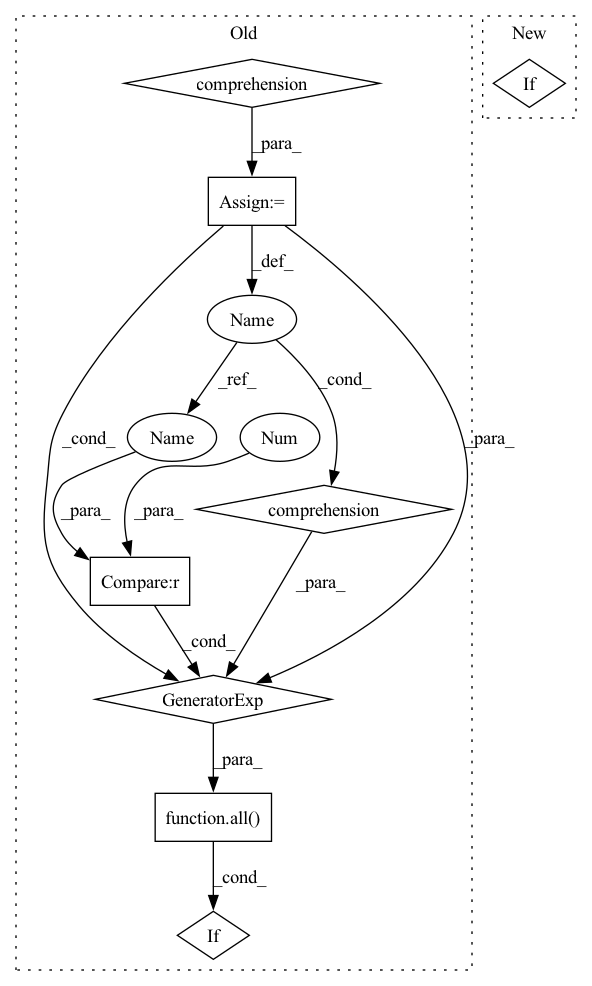 Old
New
comprehension
If
_para_
Assign:=
_def_
Name
_ref_
_cond_
_cond_
Name
Num
_para_
_para_
_para_
comprehension
Compare:r
_para_
_cond_
GeneratorExp
_para_
function.all()
_cond_
If